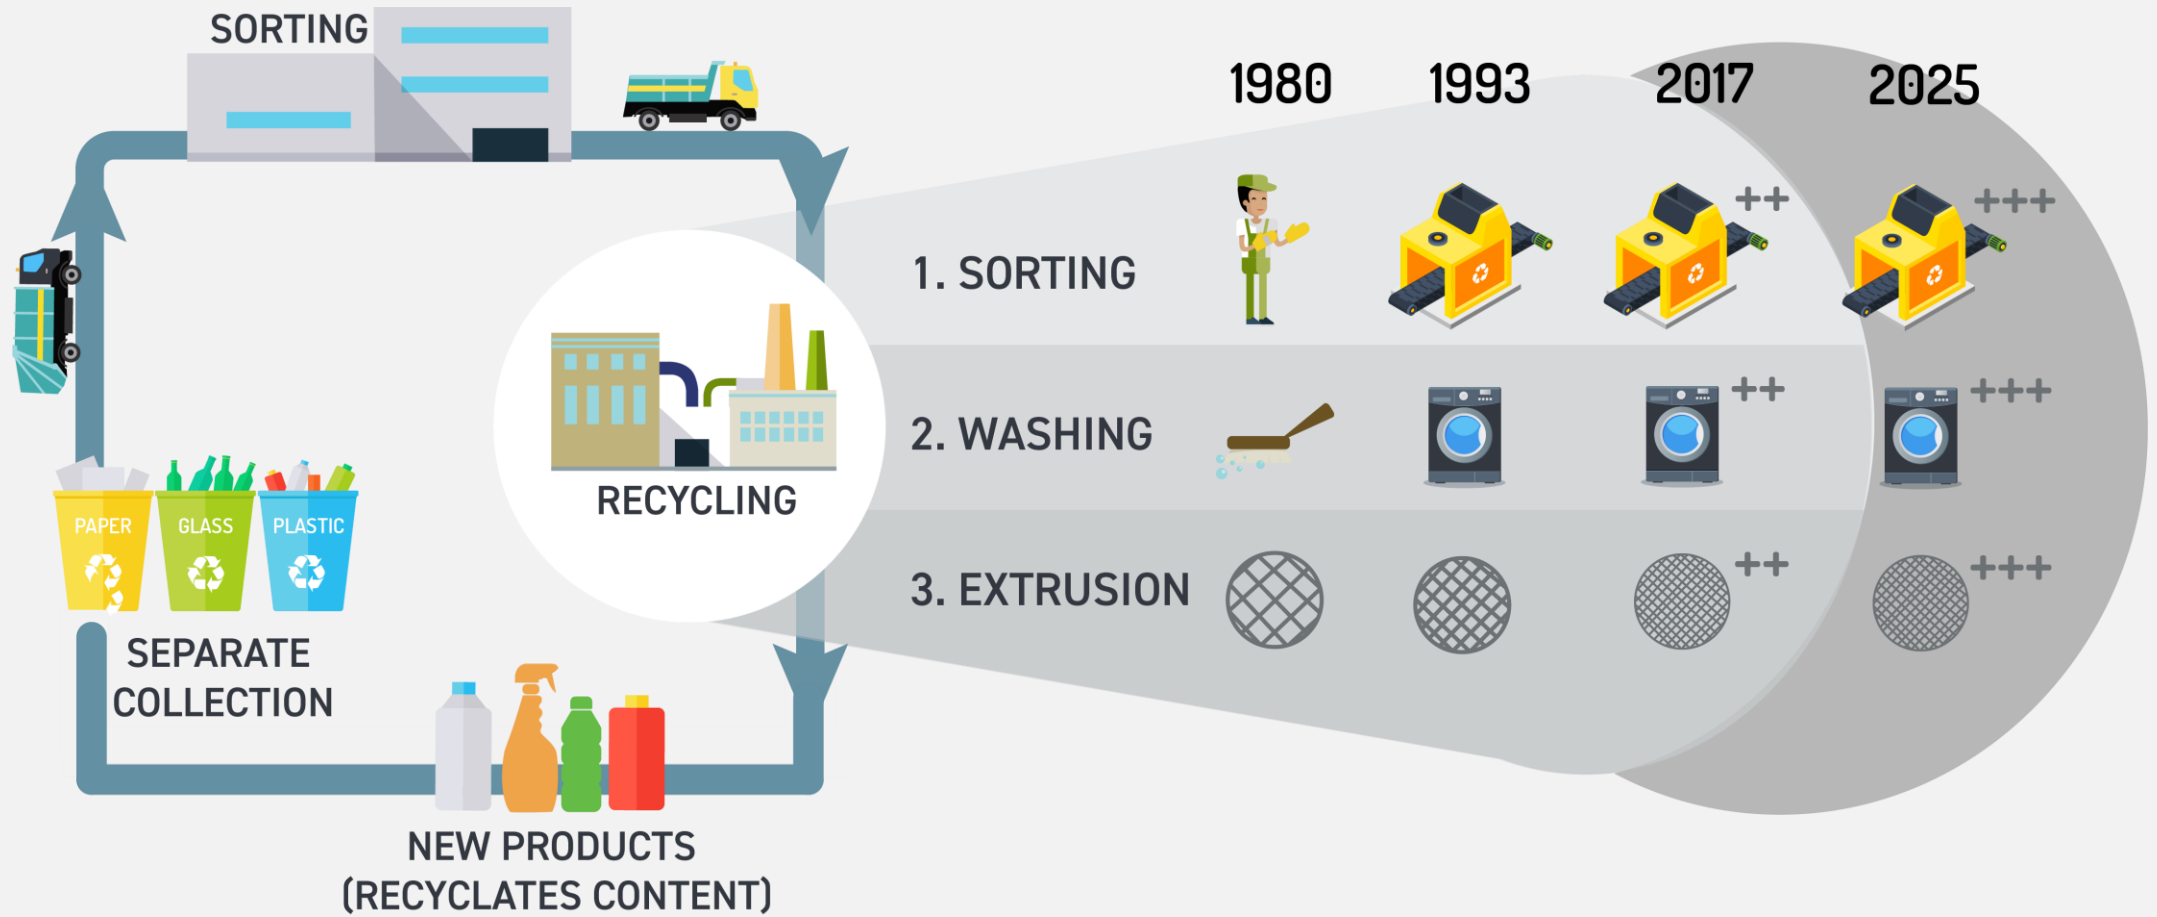 SORTING
1980
1993
2017
2025
++
+++
1. SORTING
++
+++
2. WASHING
RECYCLING
PAPER
GLASS
PLASTIC
++
+++
3. EXTRUSION
SEPARATE
COLLECTION
NEW PRODUCTS
(RECYCLATES CONTENT)